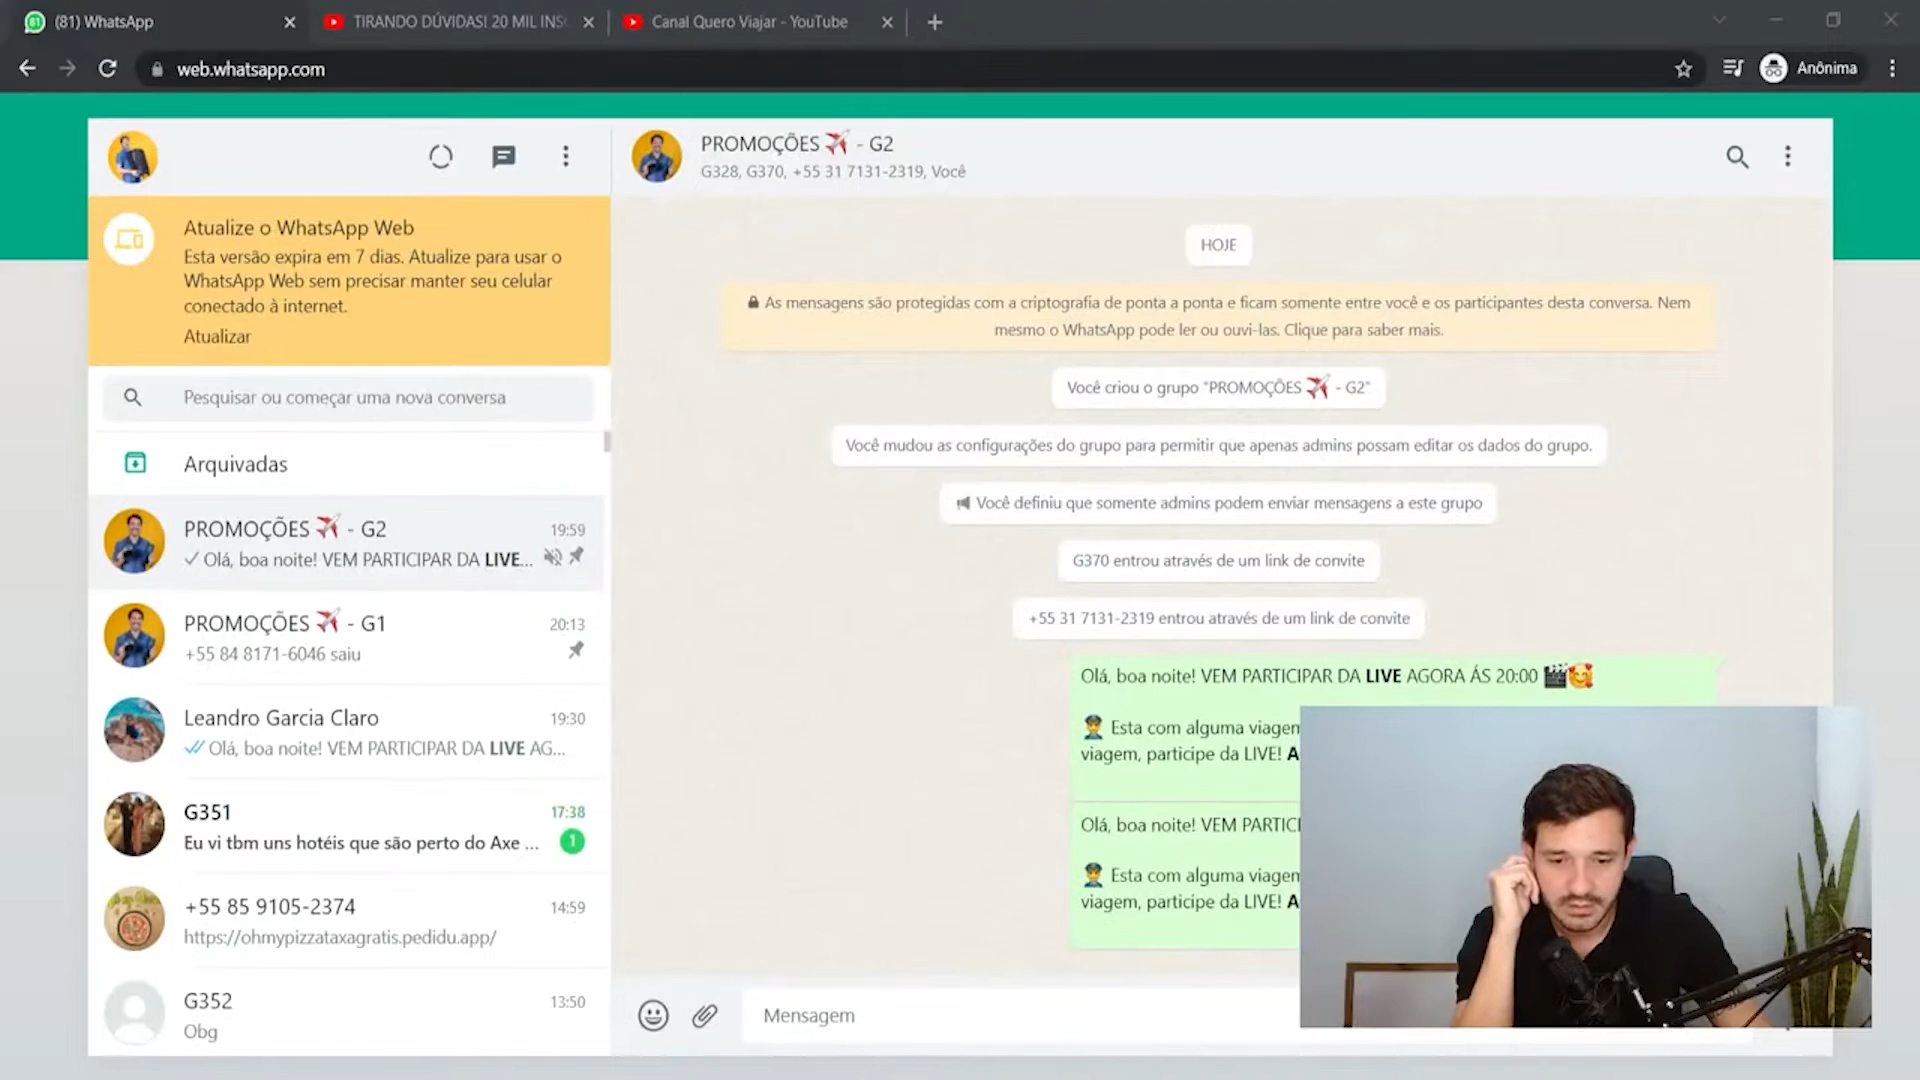 (81) WhatsApp
TIRANDO DÚVIDAS! 20 MIL INS
Canal Quero Viajar - YouTube
web.whatsapp.com
Anônima
PROMOÇÕES ✈️ - G2
G328, G370, +55 31 7131-2319, Você
Atualize o WhatsApp Web
Esta versão expira em 7 dias. Atualize para usar o
WhatsApp Web sem precisar manter seu celular
conectado à internet.
Atualizar
Pesquisar ou começar uma nova conversa
Arquivadas
PROMOÇÕES ✈️ - G2
19:59
Olá, boa noite! VEM PARTICIPAR DA LIVE...
PROMOÇÕES ✈️ - G1
20:13
+55 84 8171-6046 saiu
Leandro Garcia Claro
19:30
Olá, boa noite! VEM PARTICIPAR DA LIVE AG...
G351
17:38
Eu vi tbm uns hotéis que são perto do Axe ...
1
+55 85 9105-2374
14:59
https://ohmypizzataxagratis.pedidu.app/
G352
13:50
Obg
HOJE
As mensagens são protegidas com a criptografia de ponta a ponta e ficam somente entre você e os participantes desta conversa. Nem
mesmo o WhatsApp pode ler ou ouvi-las. Clique para saber mais.
Você criou o grupo "PROMOÇÕES ✈️ - G2"
Você mudou as configurações do grupo para permitir que apenas admins possam editar os dados do grupo.
Você definiu que somente admins podem enviar mensagens a este grupo
G370 entrou através de um link de convite
+55 31 7131-2319 entrou através de um link de convite
Olá, boa noite! VEM PARTICIPAR DA LIVE AGORA ÁS 20:00 🎬🥰
👮 Esta com alguma viagem
viagem, participe da LIVE! A
Olá, boa noite! VEM PARTICI
👮 Esta com alguma viagem
viagem, participe da LIVE! A
Mensagem